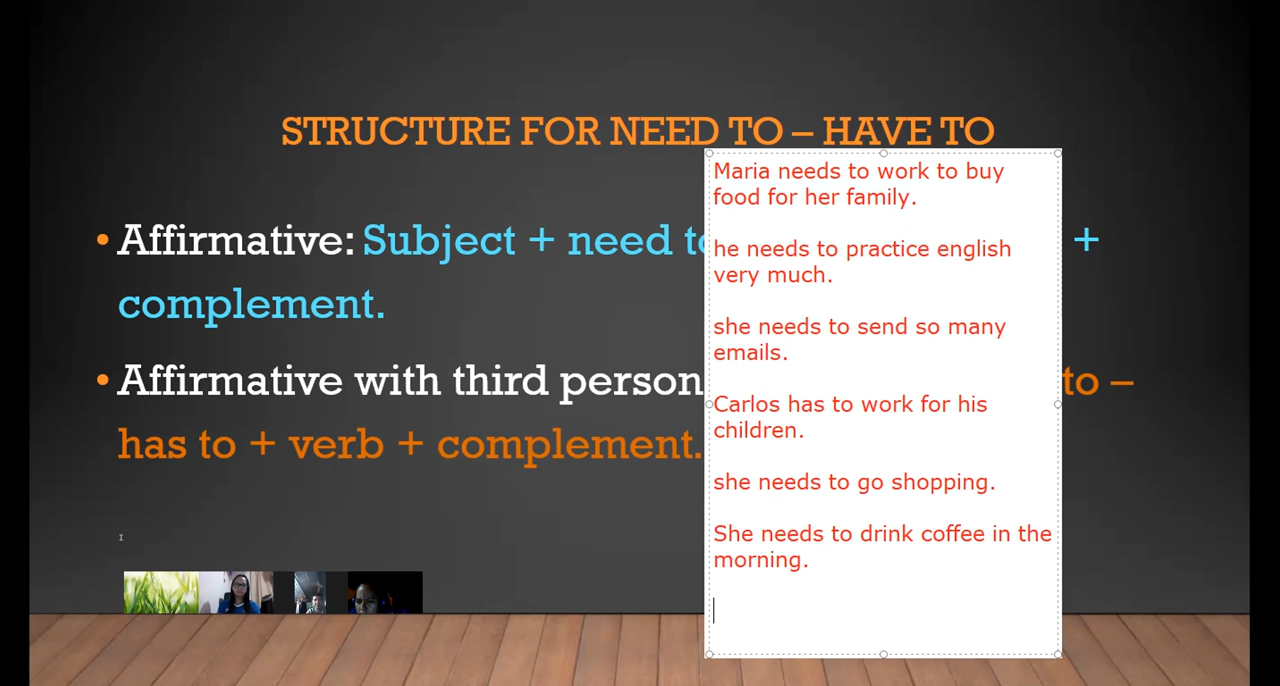 STRUCTURE FOR NEED TO – HAVE TO
• Affirmative: Subject + need to +
complement.
• Affirmative with third person to –
has to + verb + complement.
Maria needs to work to buy
food for her family.
he needs to practice english
very much.
she needs to send so many
emails.
Carlos has to work for his
children.
she needs to go shopping.
She needs to drink coffee in the
morning.